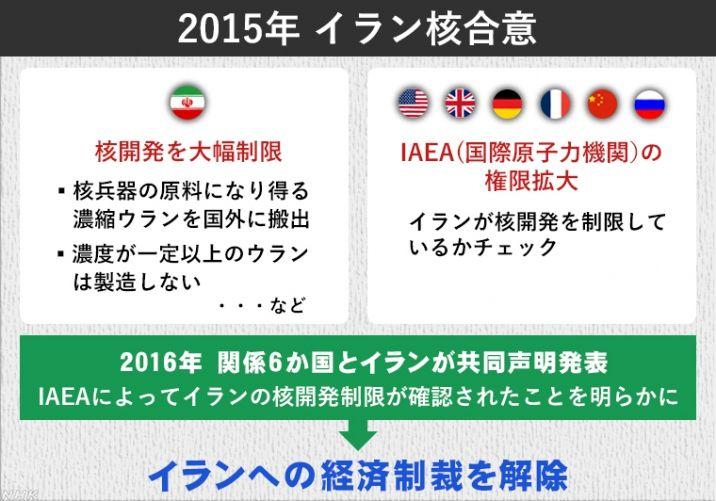 2015年 イラン核合意
核開発を大幅制限
▪核兵器の原料になり得る
濃縮ウランを国外に搬出
▪濃度が一定以上のウラン
は製造しない
・・・など
IAEA(国際原子力機関)の
権限拡大
イランが核開発を制限して
いるかチェック
2016年 関係6か国とイランが共同声明発表
IAEAによってイランの核開発制限が確認されたことを明らかに
イランへの経済制裁を解除
NHK